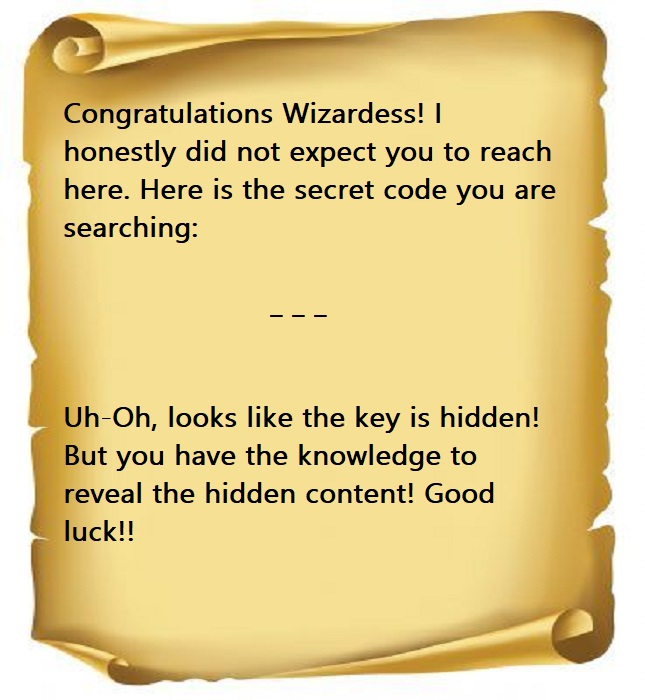 Congratulations Wizardess! I
honestly did not expect you to reach
here. Here is the secret code you are
searching:
_ _ _
Uh-Oh, looks like the key is hidden!
But you have the knowledge to
reveal the hidden content! Good
luck!!